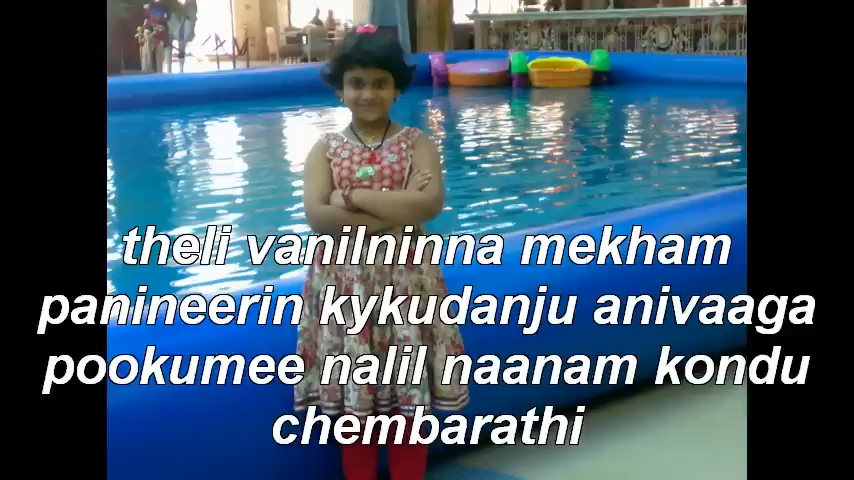 theli vanilninna mekham
panineerin kykudanju anivaaga
pookumee nalil naanam kondu
chembarathi